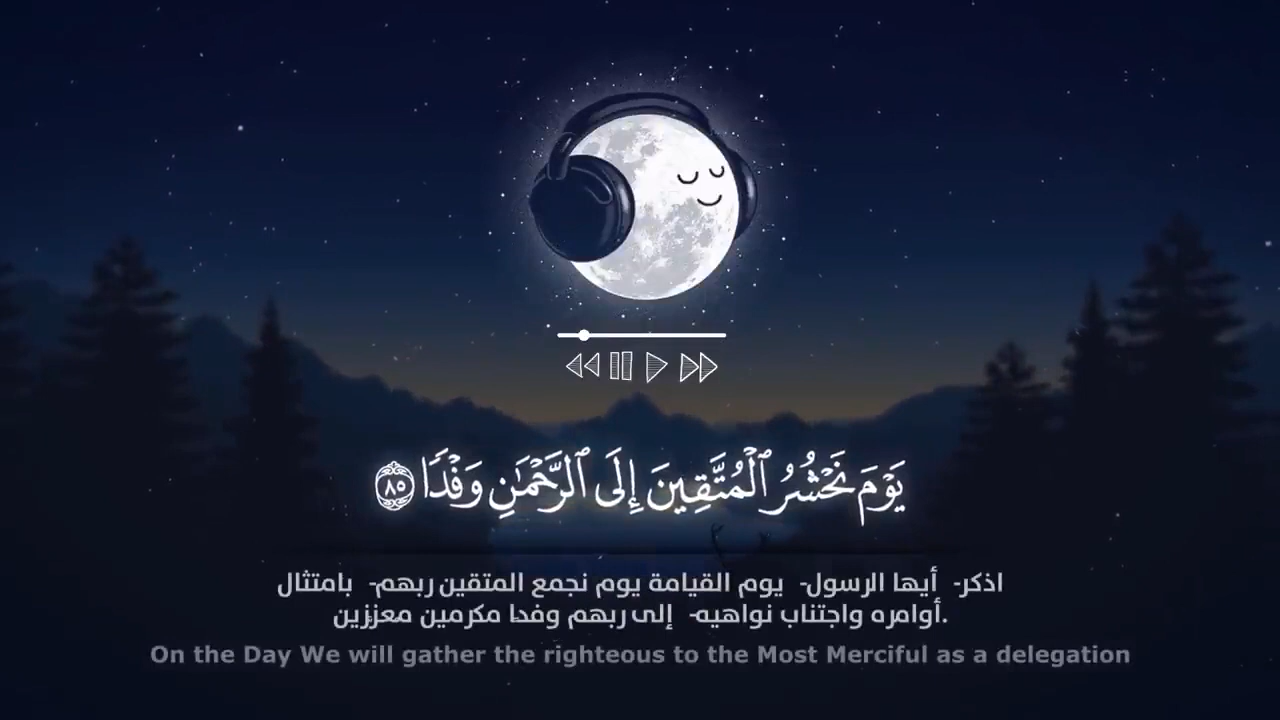 يَوْمَ نَحْشُرُ ٱلْمُتَّقِينَ إِلَى ٱلرَّحْمَٰنِ وَفْدًا ٨٥
اذكر- أيها الرسول- يوم القيامة يوم نجمع المتقين ربهم- بامتثال
أوامره واجتناب نواهيه- إلى ربهم وفدا مكرمين معززين.
On the Day We will gather the righteous to the Most Merciful as a delegation